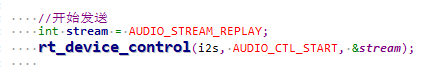 //开始发送
int stream = AUDIO_STREAM_REPLAY;
rt_device_control(i2s, AUDIO_CTL_START, &stream);